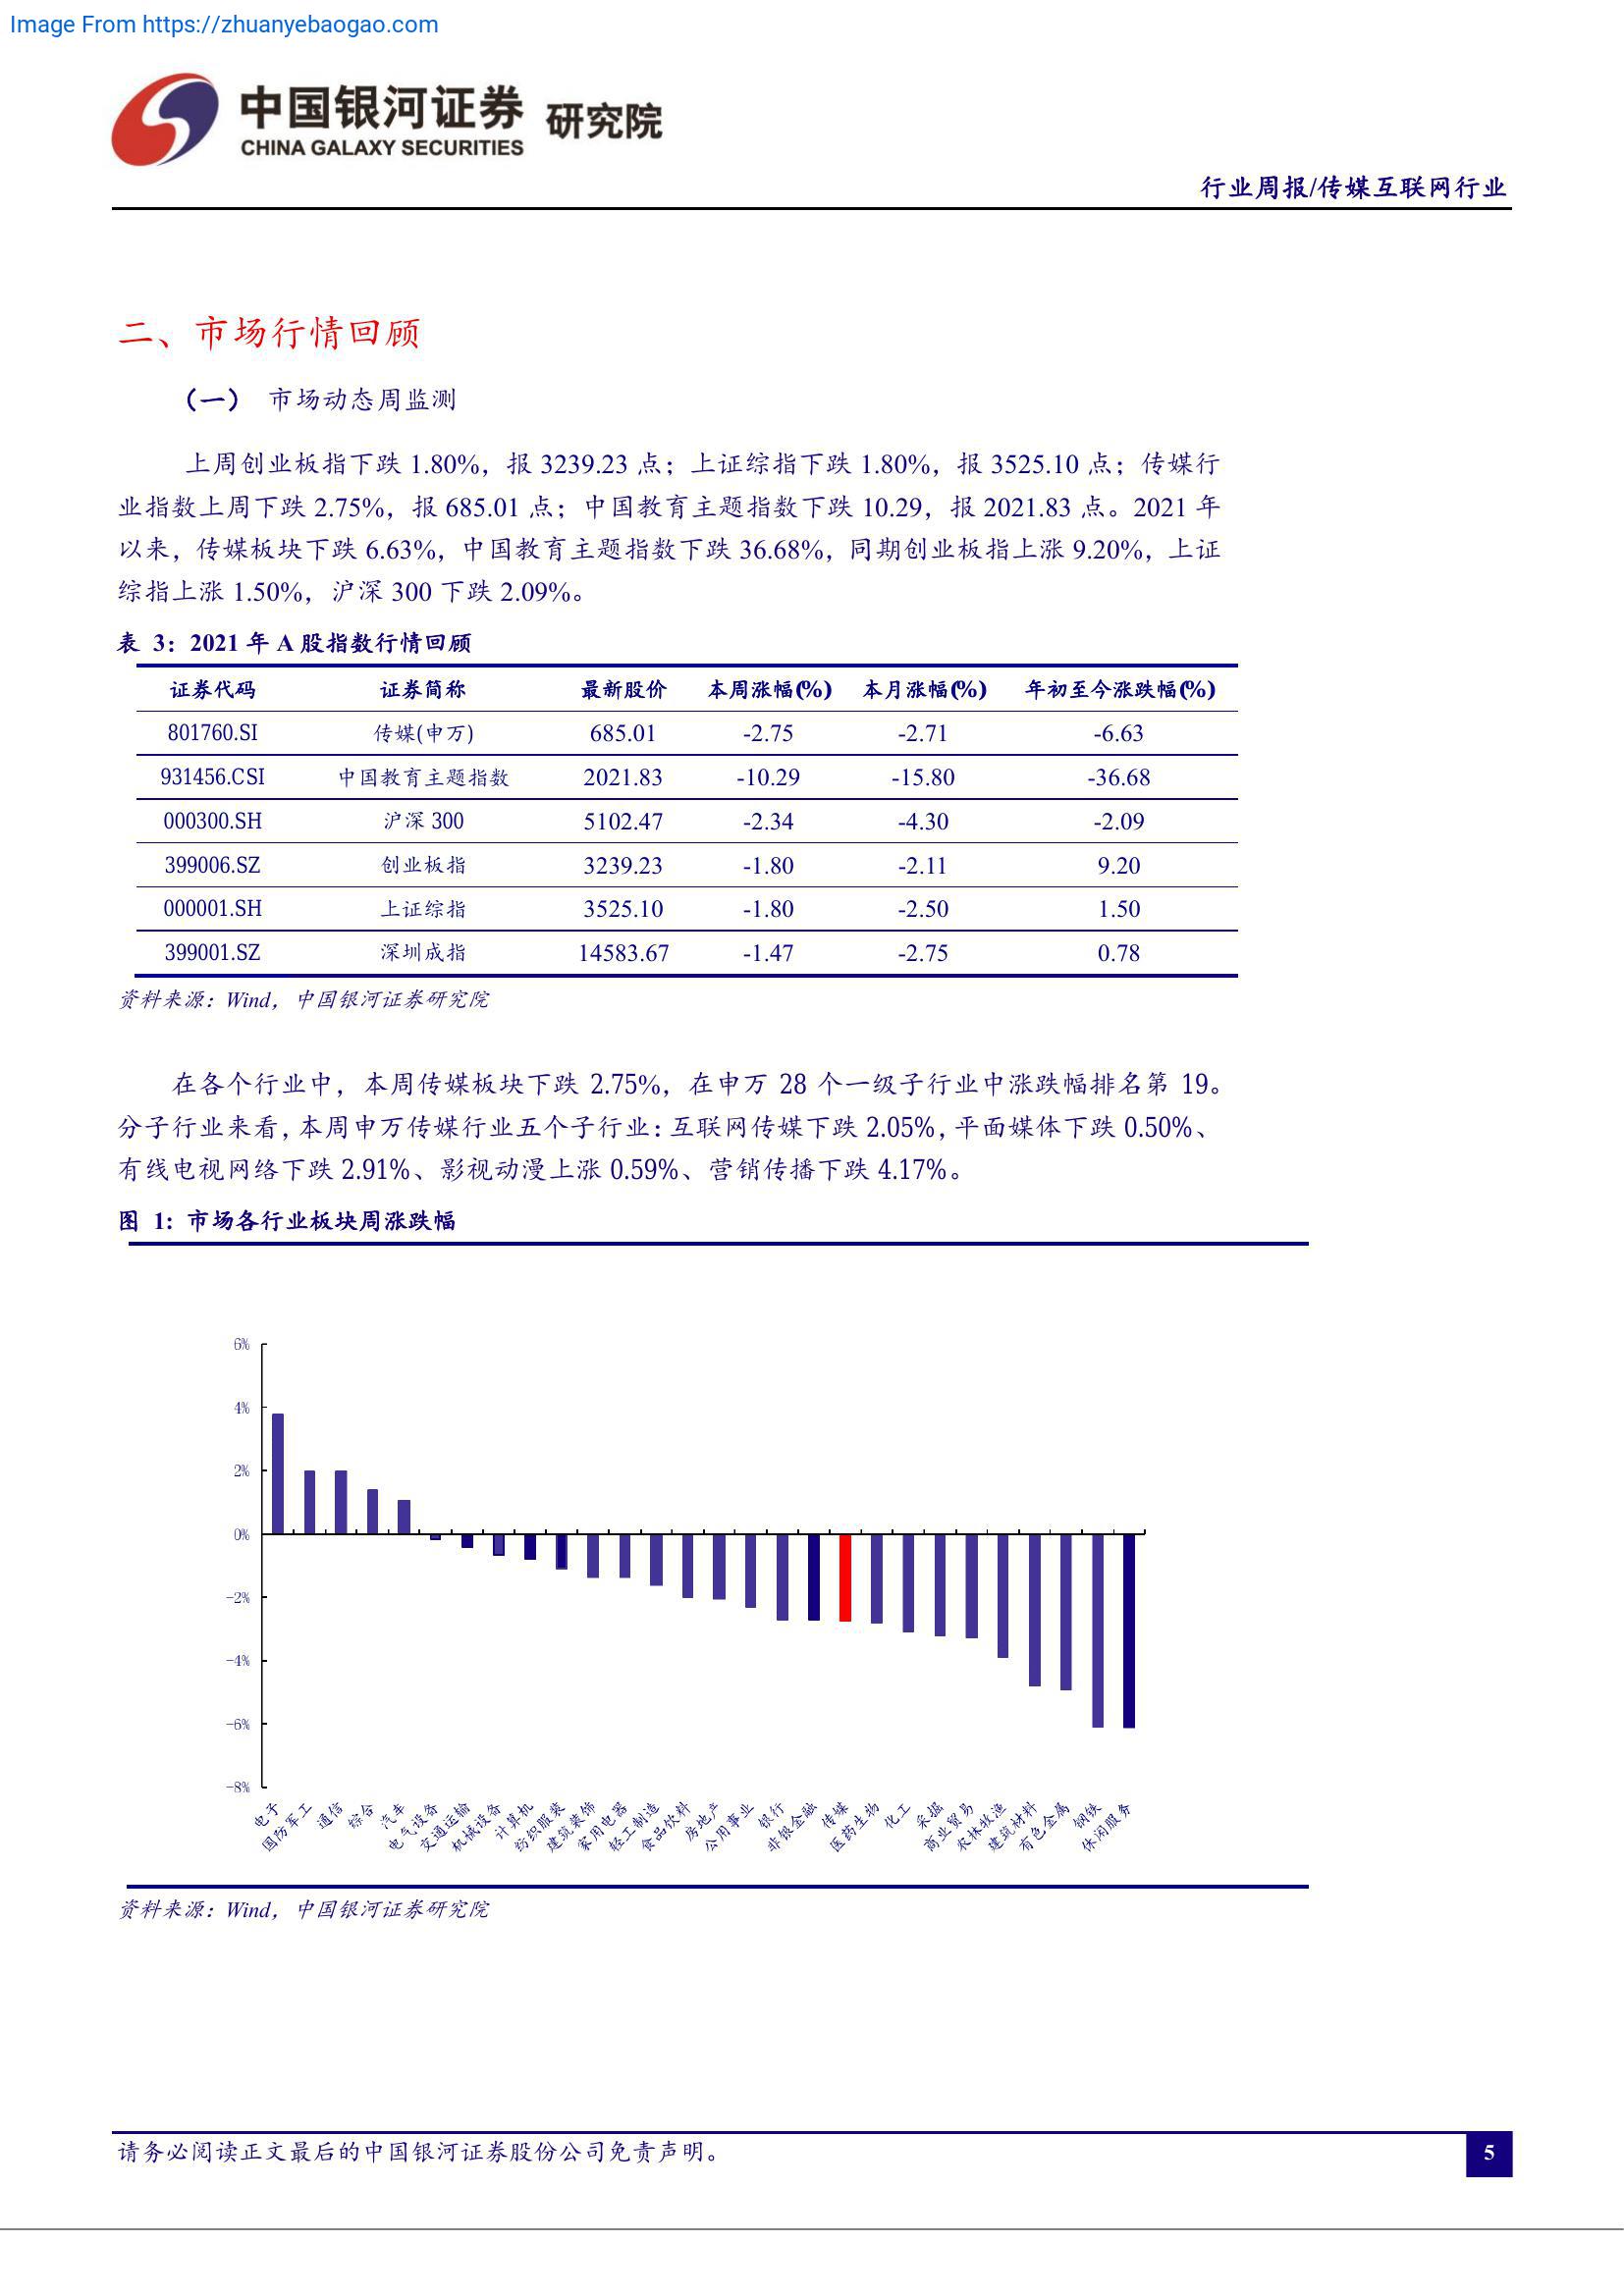 Image From https://zhuanyebaogao.com
中国银河证券 研究院
CHINA GALAXY SECURITIES
行业周报/传媒互联网行业
二、市场行情回顾
（一） 市场动态周监测
上周创业板指下跌 1.80%，报 3239.23 点；上证综指下跌 1.80%，报 3525.10 点；传媒行
业指数上周下跌 2.75%，报 685.01 点；中国教育主题指数下跌 10.29，报 2021.83 点。2021 年
以来，传媒板块下跌 6.63%，中国教育主题指数下跌 36.68%，同期创业板指上涨 9.20%，上证
综指上涨 1.50%，沪深 300 下跌 2.09%。
表 3：2021 年 A 股指数行情回顾
证券代码 证券简称 最新股价 本周涨幅(%) 本月涨幅(%) 年初至今涨跌幅(%)
801760.SI 传媒(申万) 685.01 -2.75 -2.71 -6.63
931456.CSI 中国教育主题指数 2021.83 -10.29 -15.80 -36.68
000300.SH 沪深 300 5102.47 -2.34 -4.30 -2.09
399006.SZ 创业板指 3239.23 -1.80 -2.11 9.20
000001.SH 上证综指 3525.10 -1.80 -2.50 1.50
399001.SZ 深圳成指 14583.67 -1.47 -2.75 0.78
资料来源：Wind，中国银河证券研究院
在各个行业中，本周传媒板块下跌 2.75%，在申万 28 个一级子行业中涨跌幅排名第 19。
分子行业来看，本周申万传媒行业五个子行业：互联网传媒下跌 2.05%，平面媒体下跌 0.50%、
有线电视网络下跌 2.91%、影视动漫上涨 0.59%、营销传播下跌 4.17%。
图 1：市场各行业板块周涨跌幅
6%
4%
2%
0%
-2%
-4%
-6%
-8%
电子 国防军工 通信 综合 汽车 电气设备 交通运输 机械设备 计算机 纺织服装 建筑装饰 家用电器 轻工制造 食品饮料 房地产 公用事业 银行 非银金融 传媒 医药生物 化工 采掘 商业贸易 农林牧渔 建筑材料 有色金属 钢铁 休闲服务
资料来源：Wind，中国银河证券研究院
请务必阅读正文最后的中国银河证券股份公司免责声明。
5